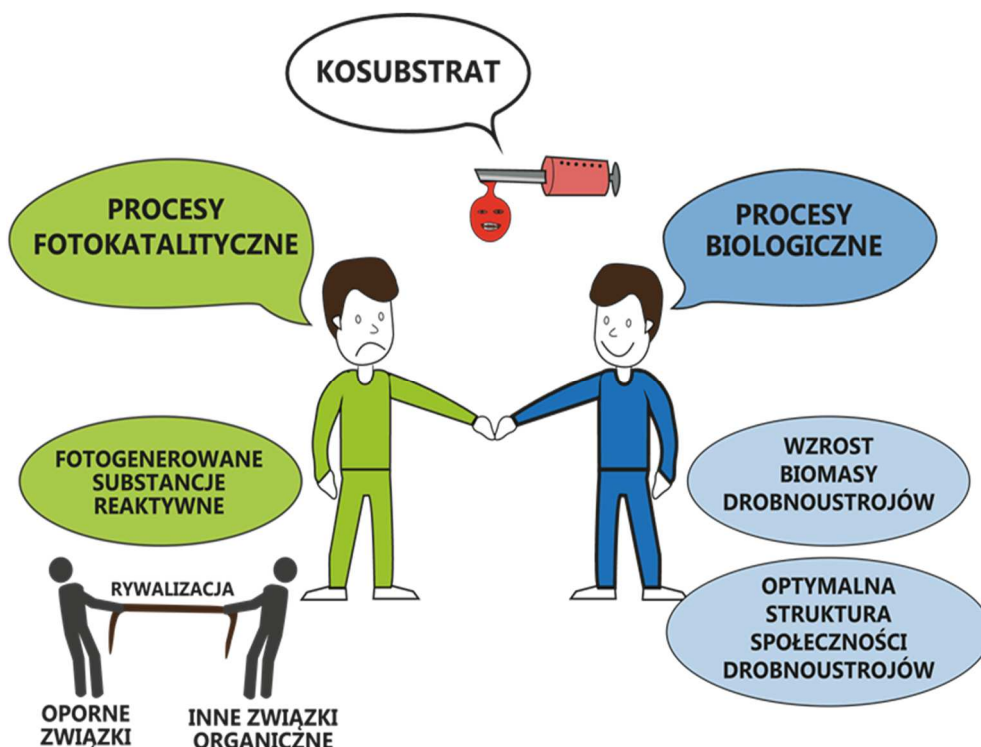 KOSUBSTRAT
PROCESY
FOTOKATALITYCZNE
PROCESY
BIOLOGICZNE
FOTOGENEROWANE
SUBSTANCJE
REAKTYWNE
WZROST
BIOMASY
DROBNOUSTROJÓW
RYWALIZACJA
OPTYMALNA
STRUKTURA
SPOŁECZNOŚCI
DROBNOUSTROJÓW
OPORNE
ZWIĄZKI
INNE ZWIĄZKI
ORGANICZNE